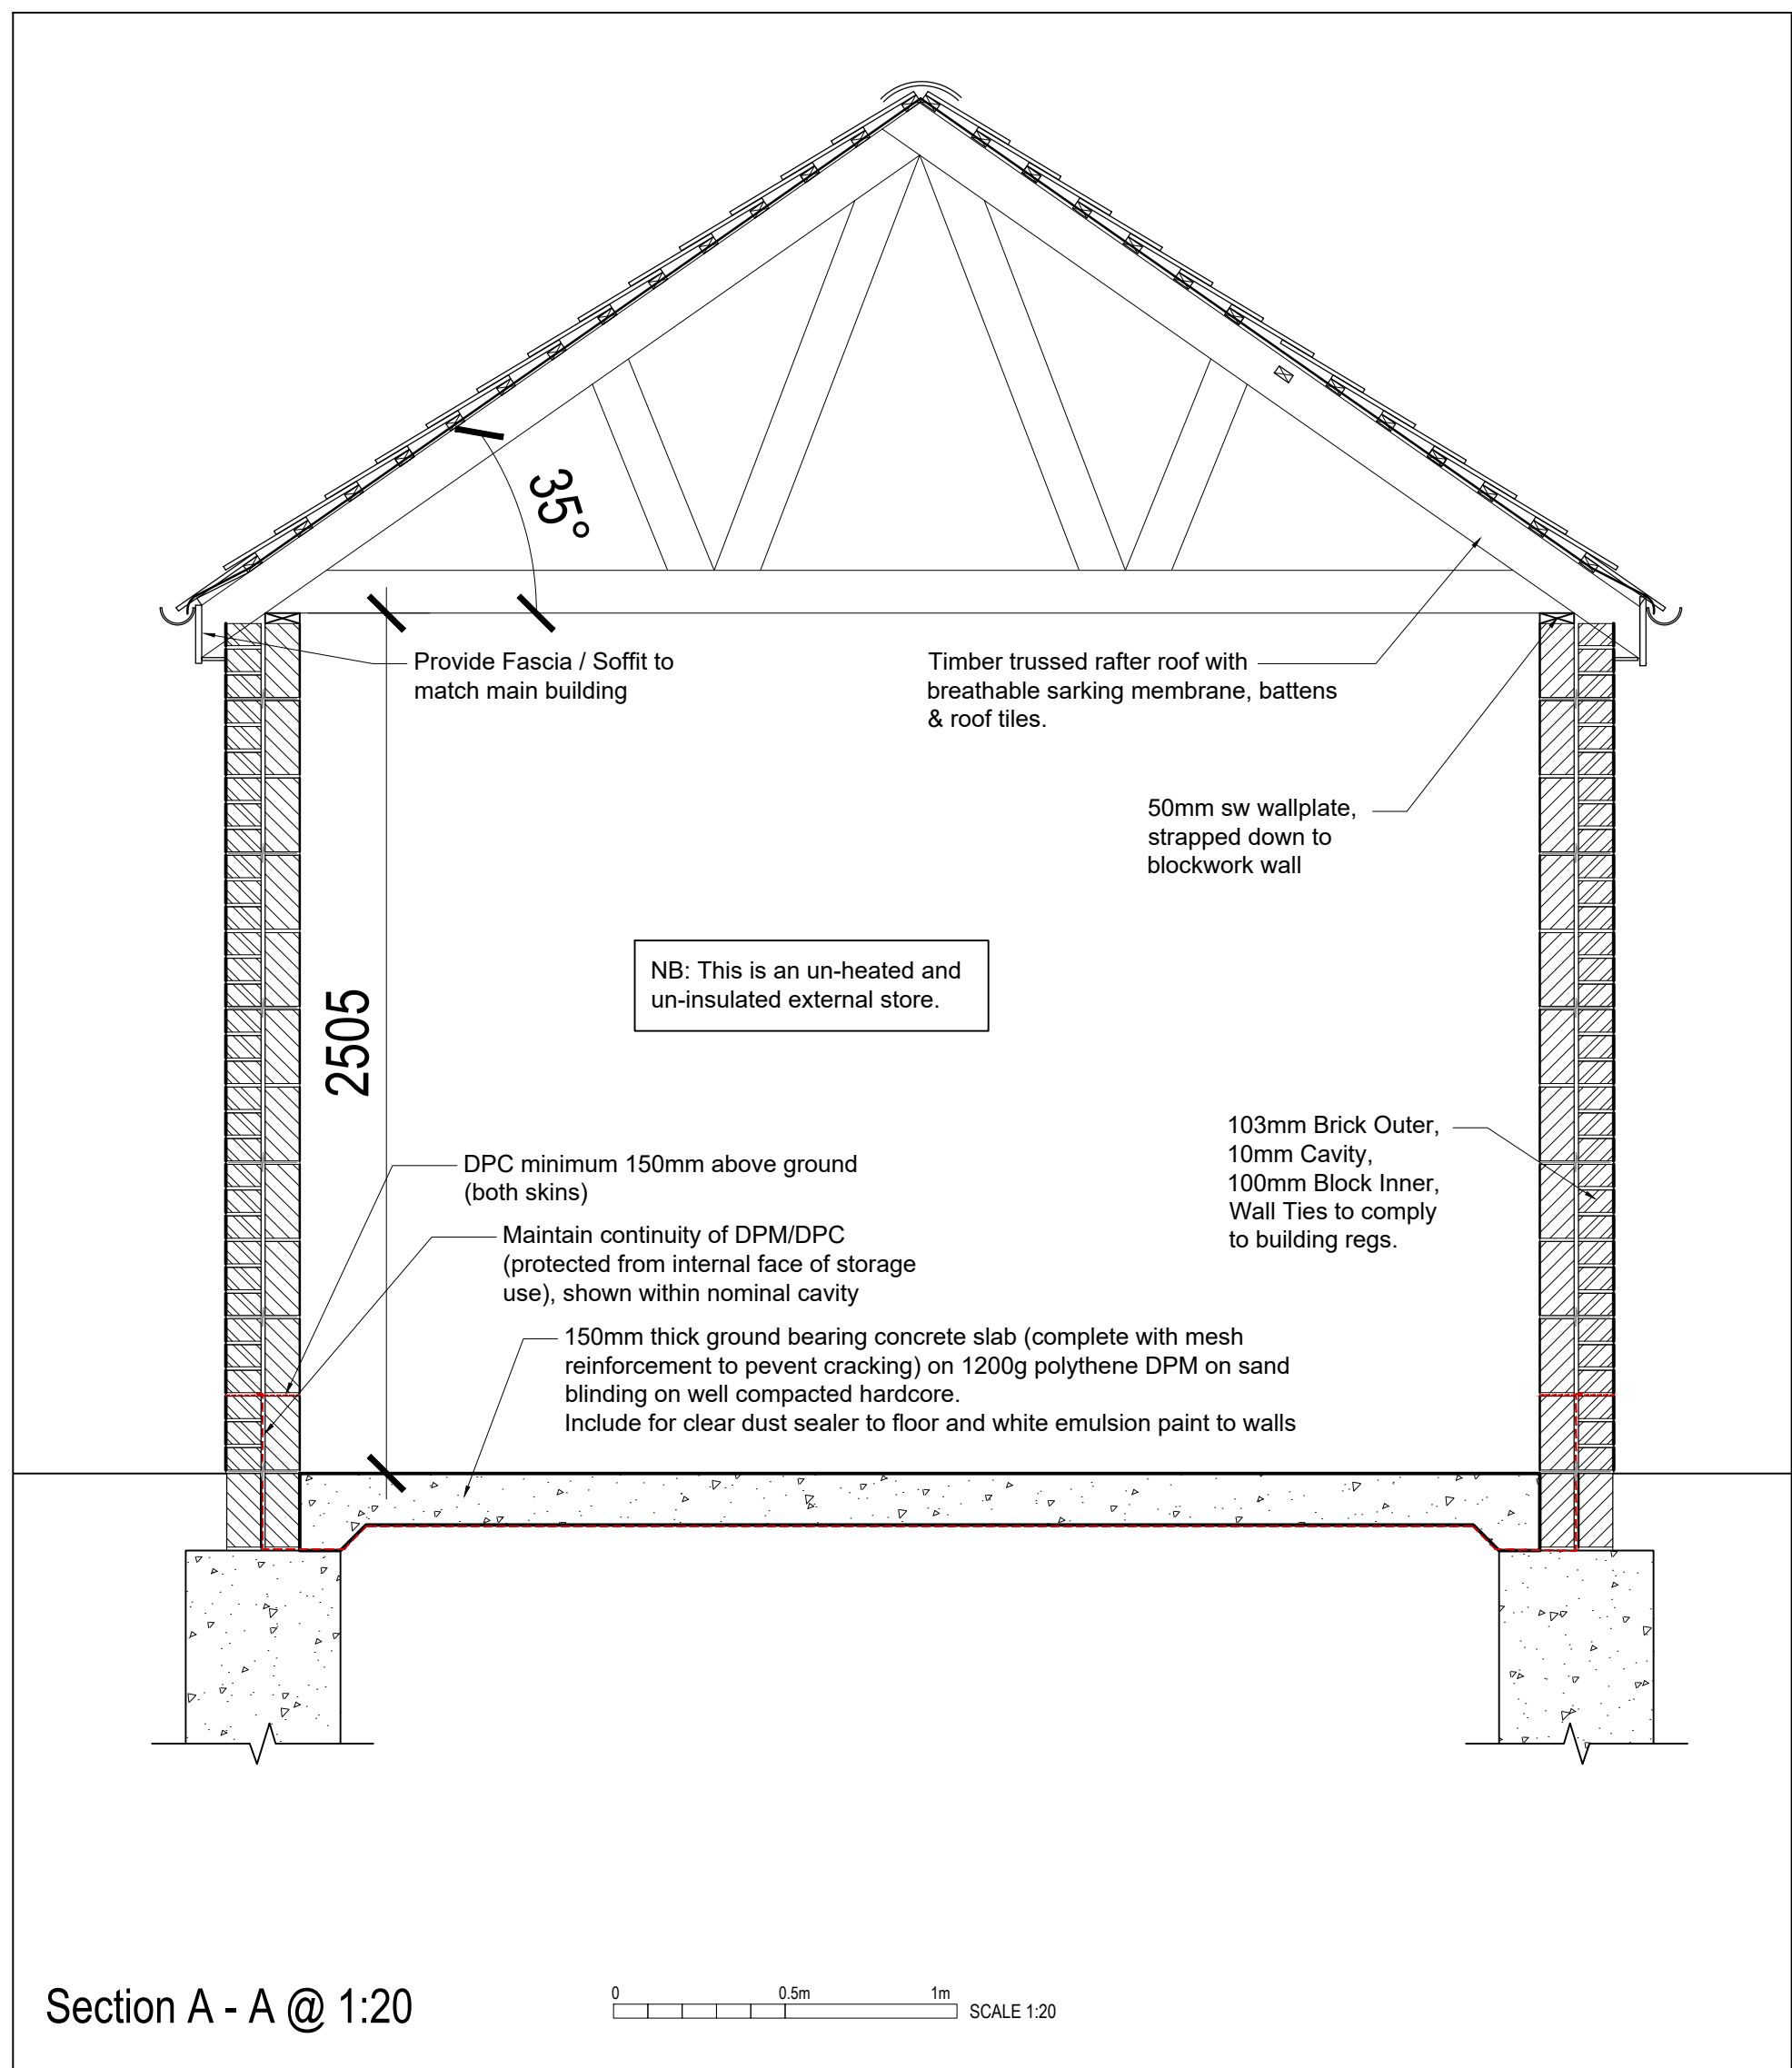 35°
Provide Fascia / Soffit to
match main building
Timber trussed rafter roof with
breathable sarking membrane, battens
& roof tiles.
50mm sw wallplate,
strapped down to
blockwork wall
NB: This is an un-heated and
un-insulated external store.
2505
103mm Brick Outer,
10mm Cavity,
100mm Block Inner,
Wall Ties to comply
to building regs.
DPC minimum 150mm above ground
(both skins)
Maintain continuity of DPM/DPC
(protected from internal face of storage
use), shown within nominal cavity
150mm thick ground bearing concrete slab (complete with mesh
reinforcement to pevent cracking) on 1200g polythene DPM on sand
blinding on well compacted hardcore.
Include for clear dust sealer to floor and white emulsion paint to walls
Section A - A @ 1:20
0 0.5m 1m
SCALE 1:20